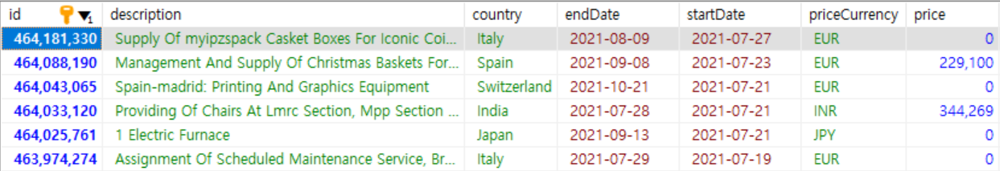 id 1 description country endDate startDate priceCurrency price
464,181,330 Supply Of myipzspack Casket Boxes For Iconic Coi... Italy 2021-08-09 2021-07-27 EUR 0
464,088,190 Management And Supply Of Christmas Baskets For... Spain 2021-09-08 2021-07-23 EUR 229,100
464,043,065 Spain-madrid: Printing And Graphics Equipment Switzerland 2021-10-21 2021-07-21 EUR 0
464,033,120 Providing Of Chairs At Lmrc Section, Mpp Section ... India 2021-07-28 2021-07-21 INR 344,269
464,025,761 1 Electric Furnace Japan 2021-09-13 2021-07-21 JPY 0
463,974,274 Assignment Of Scheduled Maintenance Service, Br... Italy 2021-07-29 2021-07-19 EUR 0